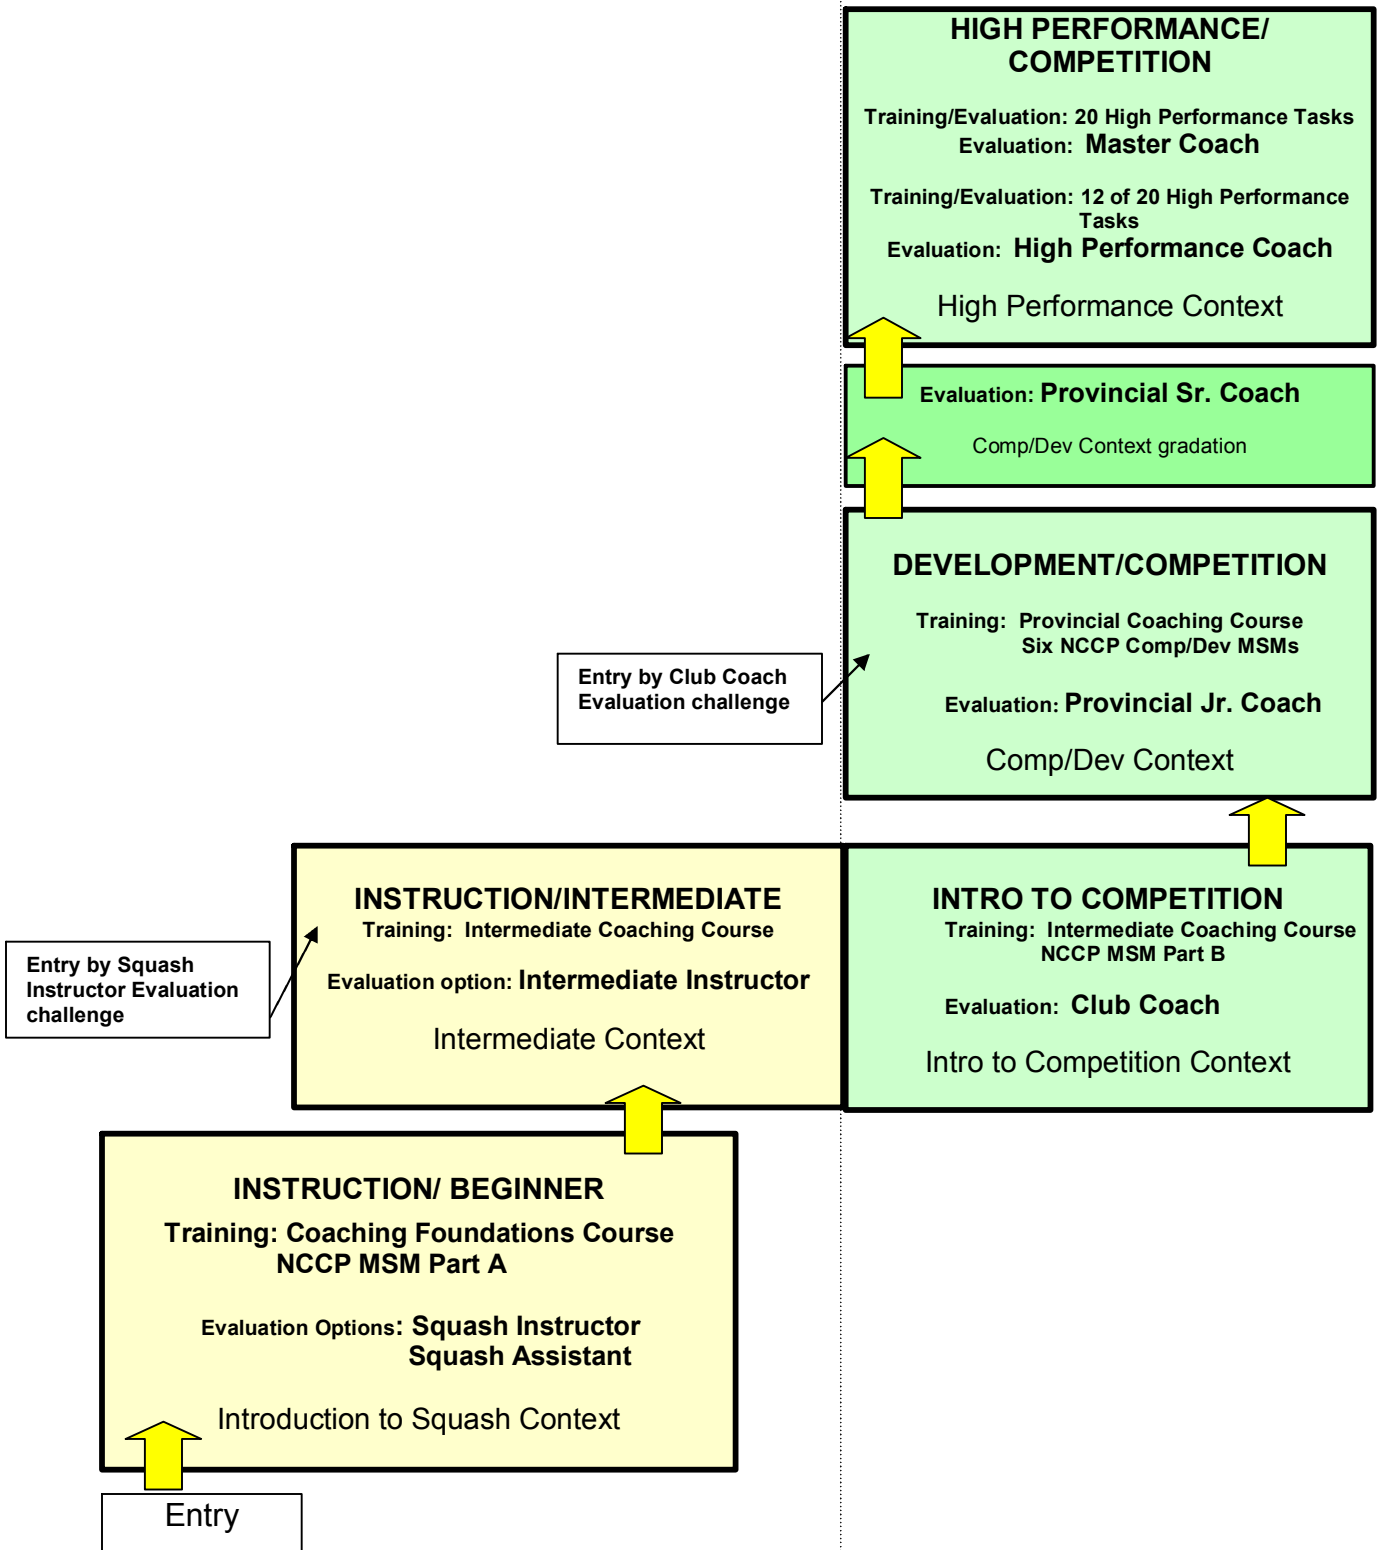 HIGH PERFORMANCE/
COMPETITION
Training/Evaluation: 20 High Performance Tasks
Evaluation: Master Coach
Training/Evaluation: 12 of 20 High Performance
Tasks
Evaluation: High Performance Coach
High Performance Context
Evaluation: Provincial Sr. Coach
Comp/Dev Context gradation
DEVELOPMENT/COMPETITION
Training: Provincial Coaching Course
Six NCCP Comp/Dev MSMs
Evaluation: Provincial Jr. Coach
Comp/Dev Context
Entry by Club Coach
Evaluation challenge
INSTRUCTION/INTERMEDIATE
Training: Intermediate Coaching Course
Evaluation option: Intermediate Instructor
Intermediate Context
INTRO TO COMPETITION
Training: Intermediate Coaching Course
NCCP MSM Part B
Evaluation: Club Coach
Intro to Competition Context
Entry by Squash
Instructor Evaluation
challenge
INSTRUCTION/ BEGINNER
Training: Coaching Foundations Course
NCCP MSM Part A
Evaluation Options: Squash Instructor
Squash Assistant
Introduction to Squash Context
Entry